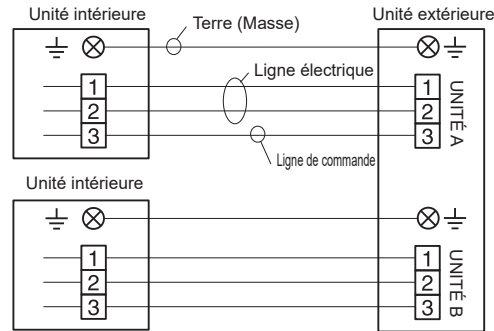 Unité intérieure
Unité extérieure
Terre (Masse)
Ligne électrique
1
2
3
1
2
3
UNITÉ A
Ligne de commande
Unité intérieure
1
2
3
1
2
3
UNITÉ B